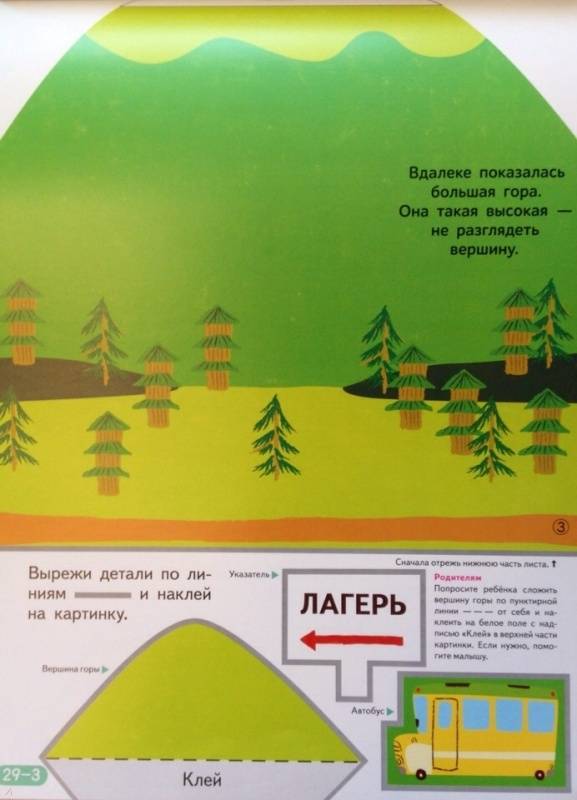 Вдалеке показалась
большая гора.
Она такая высокая —
не разглядеть
вершину.
3
Сначала отрежь нижнюю часть листа.
Вырежи детали по ли-
ниям и наклей
на картинку.
Указатель
ЛАГЕРЬ
Родителям
Попросите ребёнка сложить
вершину горы по пунктирной
линии — — — от себя и на-
клеить на белое поле с над-
писью «Клей» в верхней части
картинки. Если нужно, помо-
гите малышу.
Вершина горы
Автобус
Клей
29–3